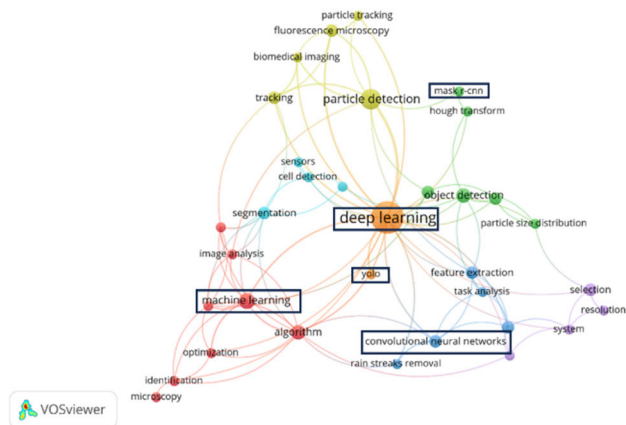 particle tracking
fluorescence microscopy
biomedical imaging
mask r-cnn
tracking
particle detection
hough transform
sensors
cell detection
object detection
segmentation
deep learning
particle size distribution
image analysis
yolo
feature extraction
task analysis
selection
machine learning
resolution
system
algorithm
convolutional neural networks
optimization
rain streaks removal
identification
microscopy
VOSviewer